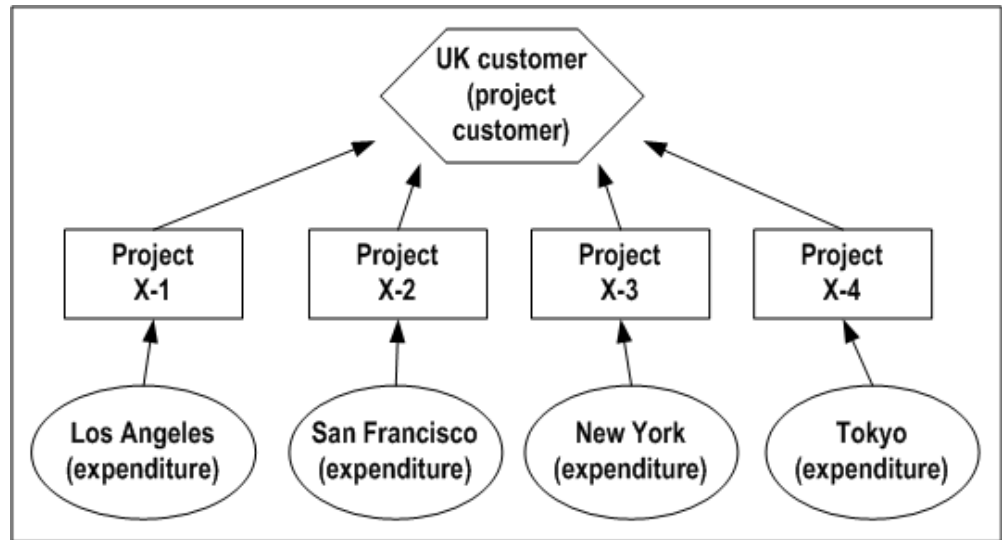 UK customer
(project
customer)
Project
X-1
Project
X-2
Project
X-3
Project
X-4
Los Angeles
(expenditure)
San Francisco
(expenditure)
New York
(expenditure)
Tokyo
(expenditure)